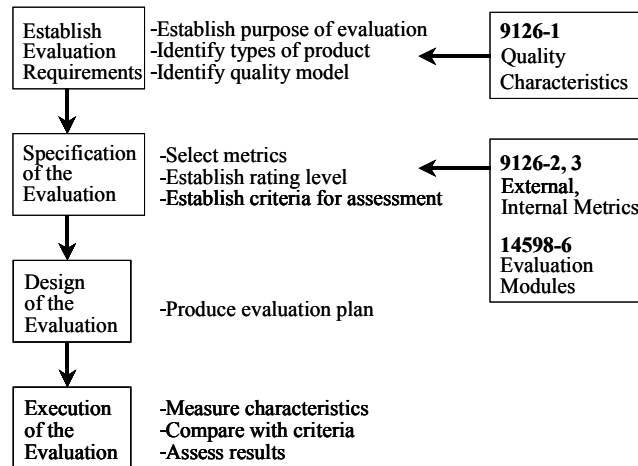 Establish
Evaluation
Requirements
-Establish purpose of evaluation
-Identify types of product
-Identify quality model
9126-1
Quality
Characteristics
Specification
of the
Evaluation
-Select metrics
-Establish rating level
-Establish criteria for assessment
9126-2, 3
External,
Internal Metrics
14598-6
Evaluation
Modules
Design
of the
Evaluation
-Produce evaluation plan
Execution
of the
Evaluation
-Measure characteristics
-Compare with criteria
-Assess results